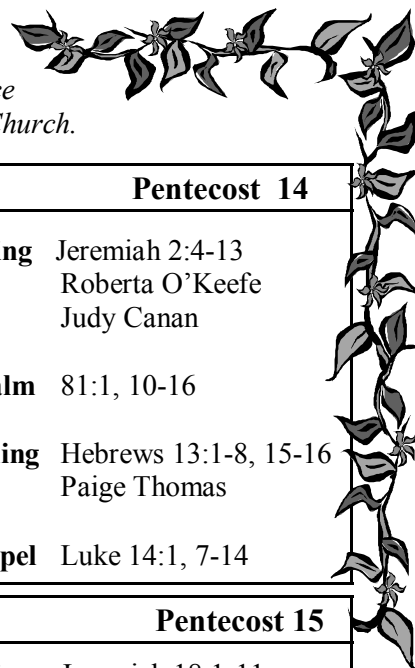 Church.
Pentecost 14
Jeremiah 2:4-13
Roberta O’Keefe
Judy Canan
81:1, 10-16
Hebrews 13:1-8, 15-16
Paige Thomas
Luke 14:1, 7-14
Pentecost 15